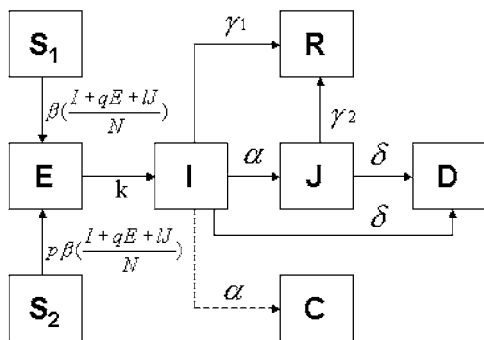 S₁
γ₁
R
β(I + qE + lJ / N)
γ₂
E
k
I
α
J
δ
D
δ
pβ(I + qE + lJ / N)
S₂
α
C